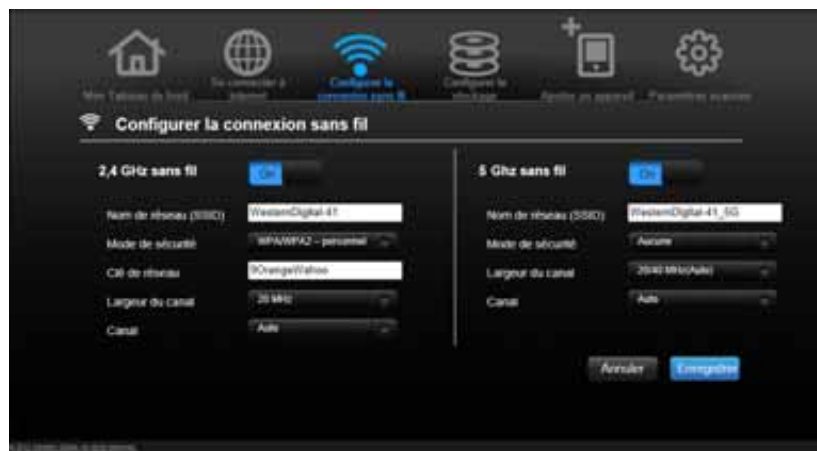 Mon Tableau de bord
Se connecter à
Internet
Configurer la
connexion sans fil
Configurer le
stockage
Ajouter un appareil
Paramètres avancés
Configurer la connexion sans fil
2,4 GHz sans fil
On
Nom de réseau (SSID)
WesternDigital-41
Mode de sécurité
WPA/WPA2 – personnel
Clé de réseau
9OrangeWahoo
Largeur du canal
20 MHz
Canal
Auto
5 Ghz sans fil
On
Nom de réseau (SSID)
WesternDigital-41_5G
Mode de sécurité
Aucune
Largeur du canal
20/40 MHz(Auto)
Canal
Auto
Annuler
Enregistrer